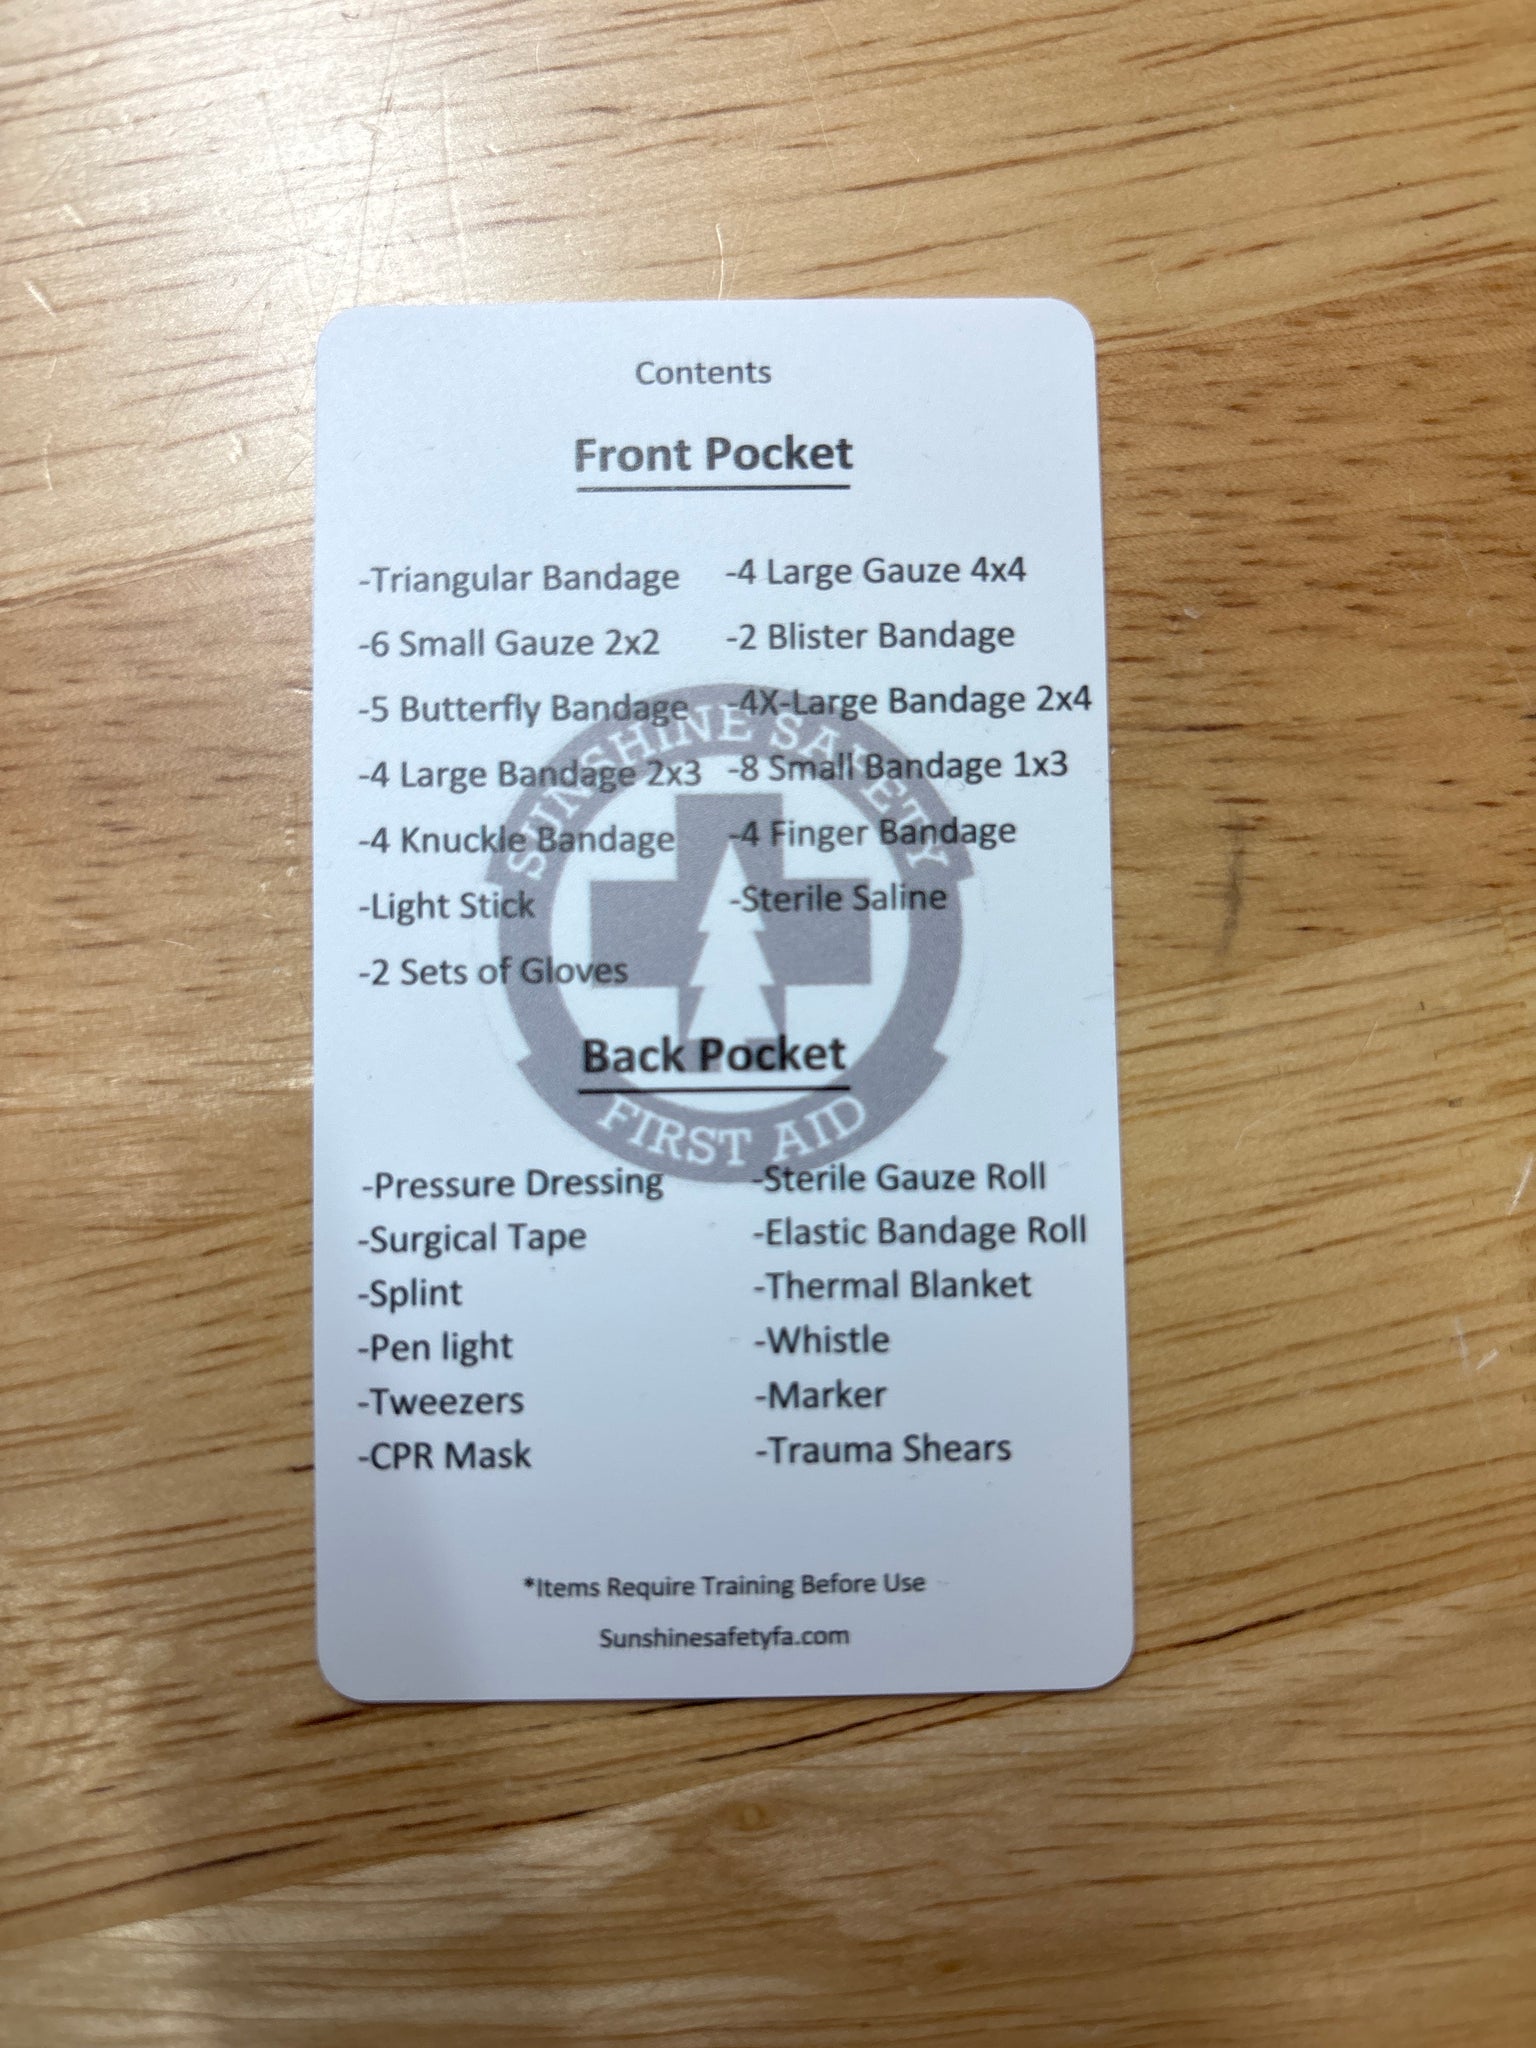 Contents
Front Pocket
-Triangular Bandage
-4 Large Gauze 4x4
-6 Small Gauze 2x2
-2 Blister Bandage
-5 Butterfly Bandage
-4X-Large Bandage 2x4
-4 Large Bandage 2x3
-8 Small Bandage 1x3
-4 Knuckle Bandage
-4 Finger Bandage
-Light Stick
-Sterile Saline
-2 Sets of Gloves
SUNSHINE SAFETY
FIRST AID
Back Pocket
-Pressure Dressing
-Sterile Gauze Roll
-Surgical Tape
-Elastic Bandage Roll
-Splint
-Thermal Blanket
-Pen light
-Whistle
-Tweezers
-Marker
-CPR Mask
-Trauma Shears
*Items Require Training Before Use
Sunshinesafetyfa.com